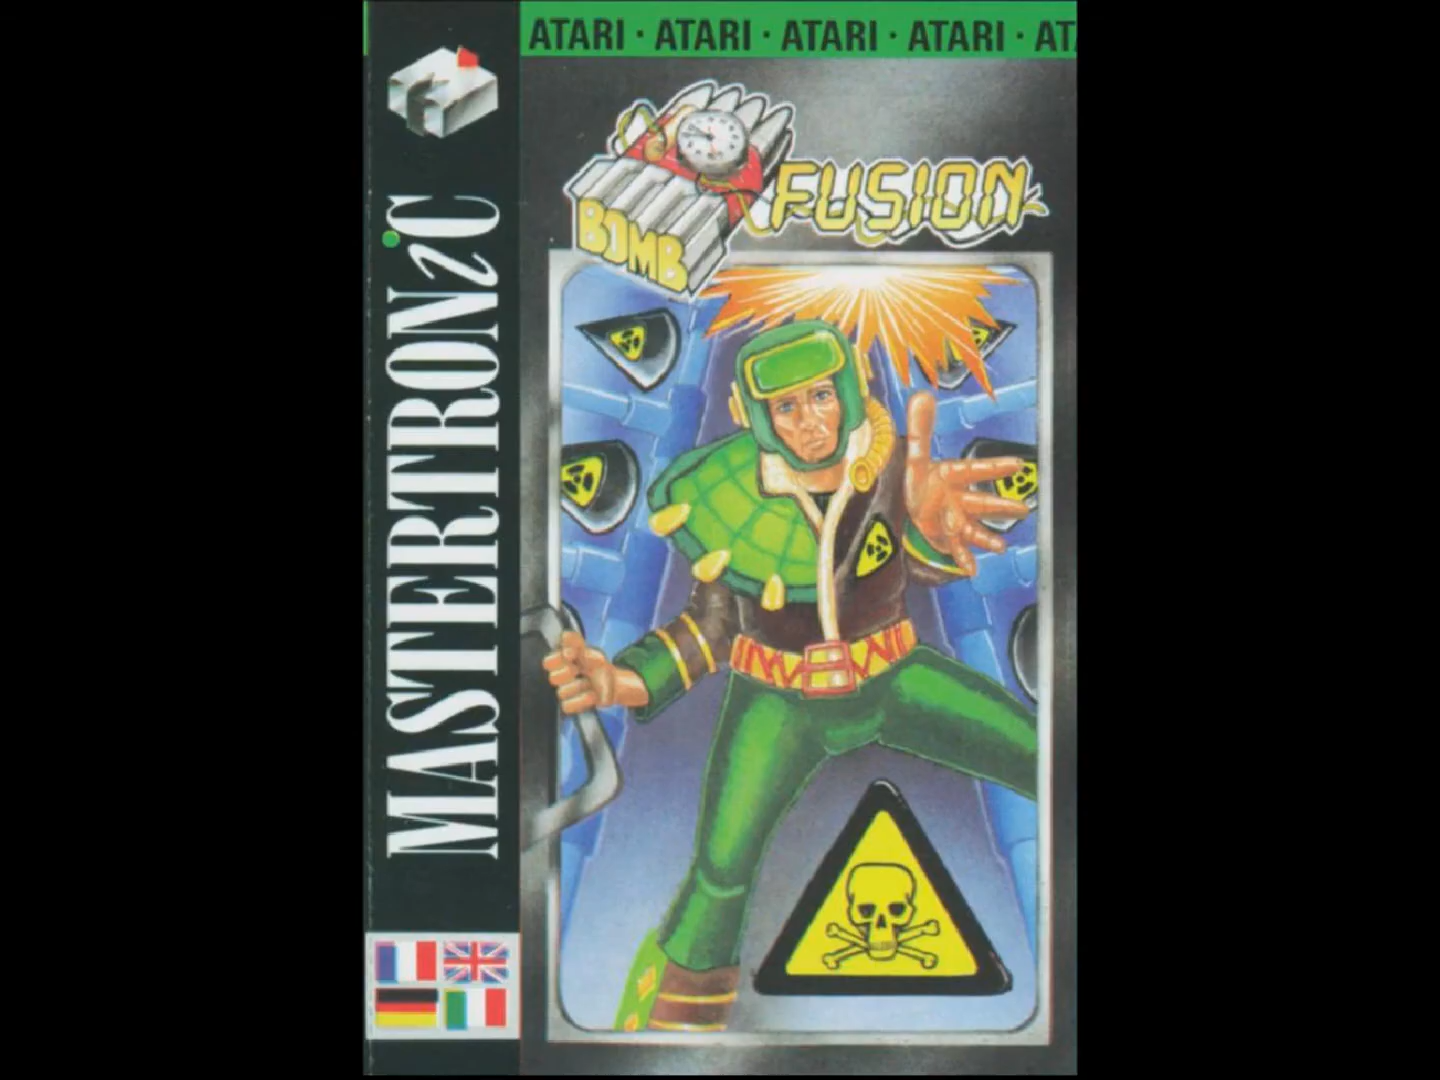 ATARI · ATARI · ATARI · ATARI · AT
BOMB
FUSION
MASTERTRONiC